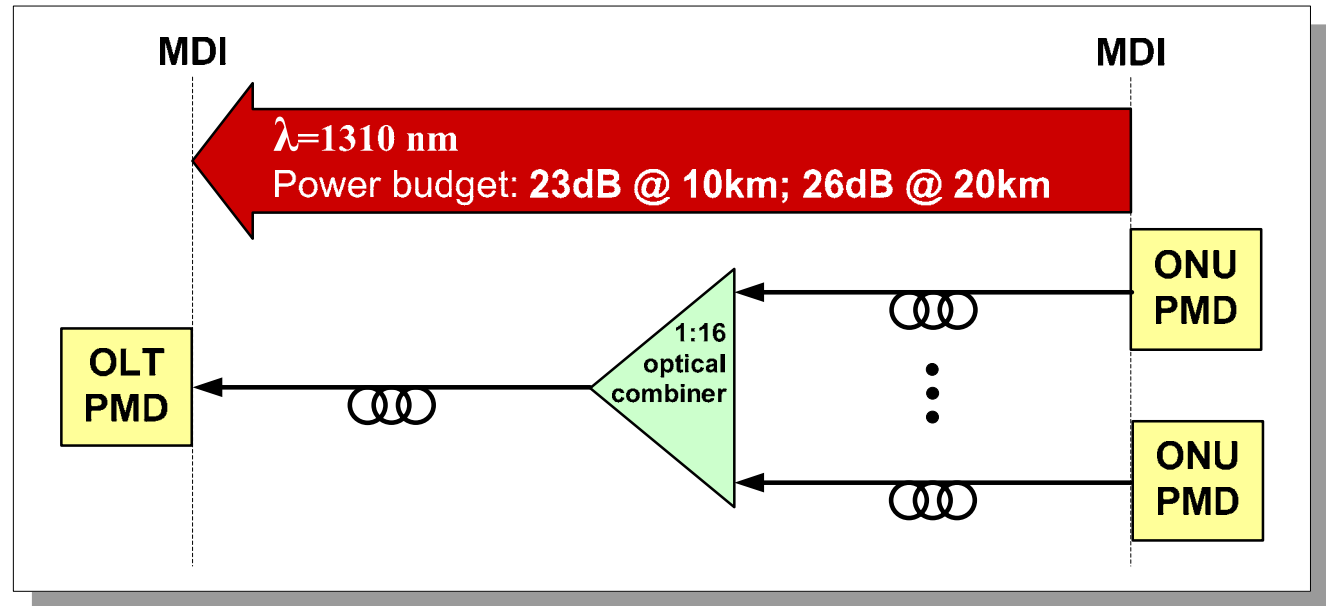 MDI
MDI
λ=1310 nm
Power budget: 23dB @ 10km; 26dB @ 20km
ONU
PMD
1:16
optical
combiner
OLT
PMD
ONU
PMD